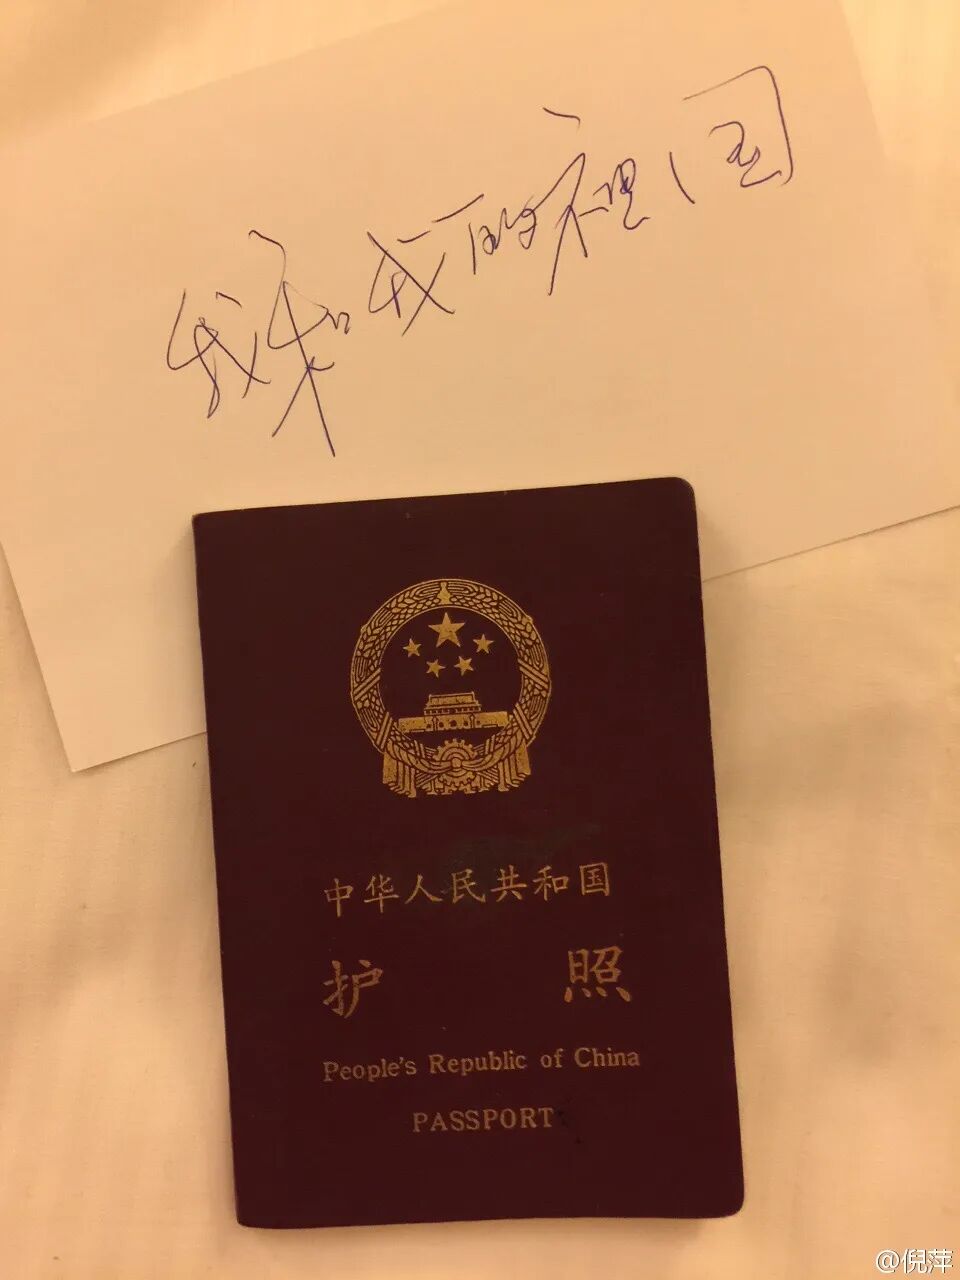 我和我的祖国
中华人民共和国
护照
People's Republic of China
PASSPORT
@倪萍